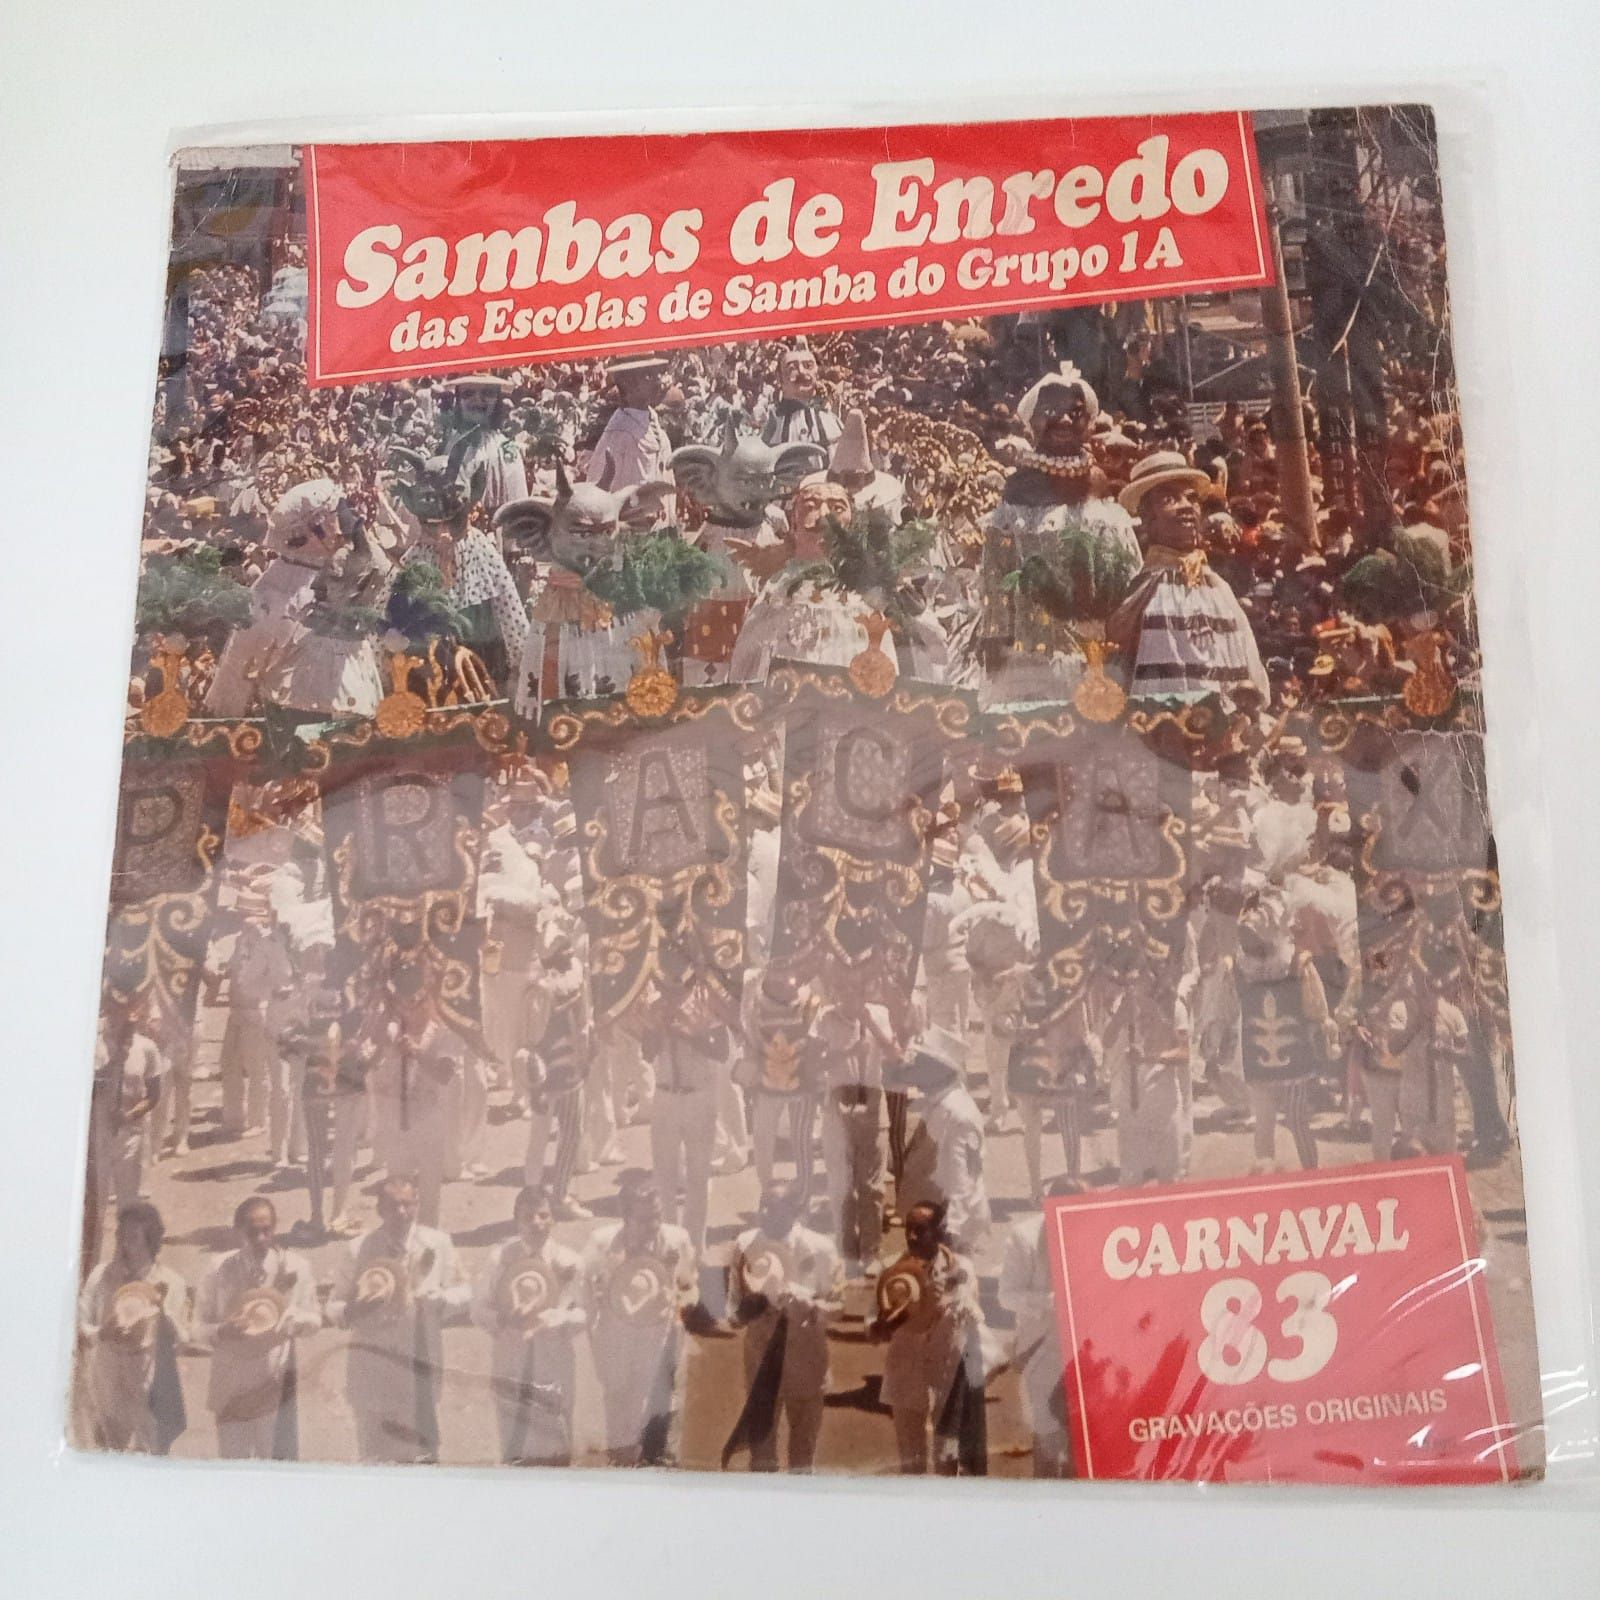 Sambas de Enredo
das Escolas de Samba do Grupo 1A
P R A C A X
CARNAVAL
83
GRAVAÇÕES ORIGINAIS